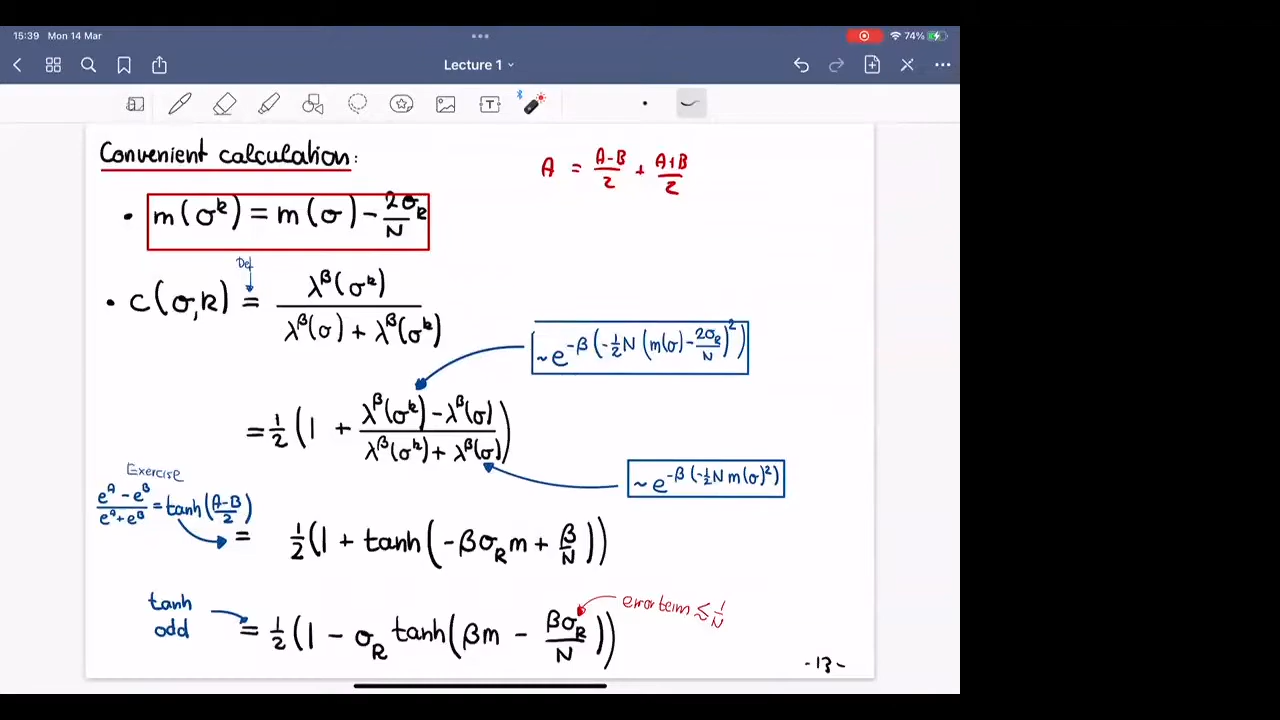 15:39 Mon 14 Mar
74%
Lecture 1
Convenient calculation:
A = (A-B)/2 + (A+B)/2
• m(σ^k) = m(σ) - 2σ_k/N
Def
• c(σ,k) = λ^β(σ^k) / (λ^β(σ) + λ^β(σ^k))
~ e^{-β(-½N(m(σ) - 2σ_k/N)²)}
= ½(1 + (λ^β(σ^k) - λ^β(σ)) / (λ^β(σ^k) + λ^β(σ)))
~ e^{-β(-½N m(σ)²)}
Exercise
(e^A - e^B)/(e^A + e^B) = tanh((A-B)/2)
= ½(1 + tanh(-βσ_k m + β/N))
error term ≲ 1/N
tanh
odd
= ½(1 - σ_k tanh(βm - βσ_k/N))
-13-